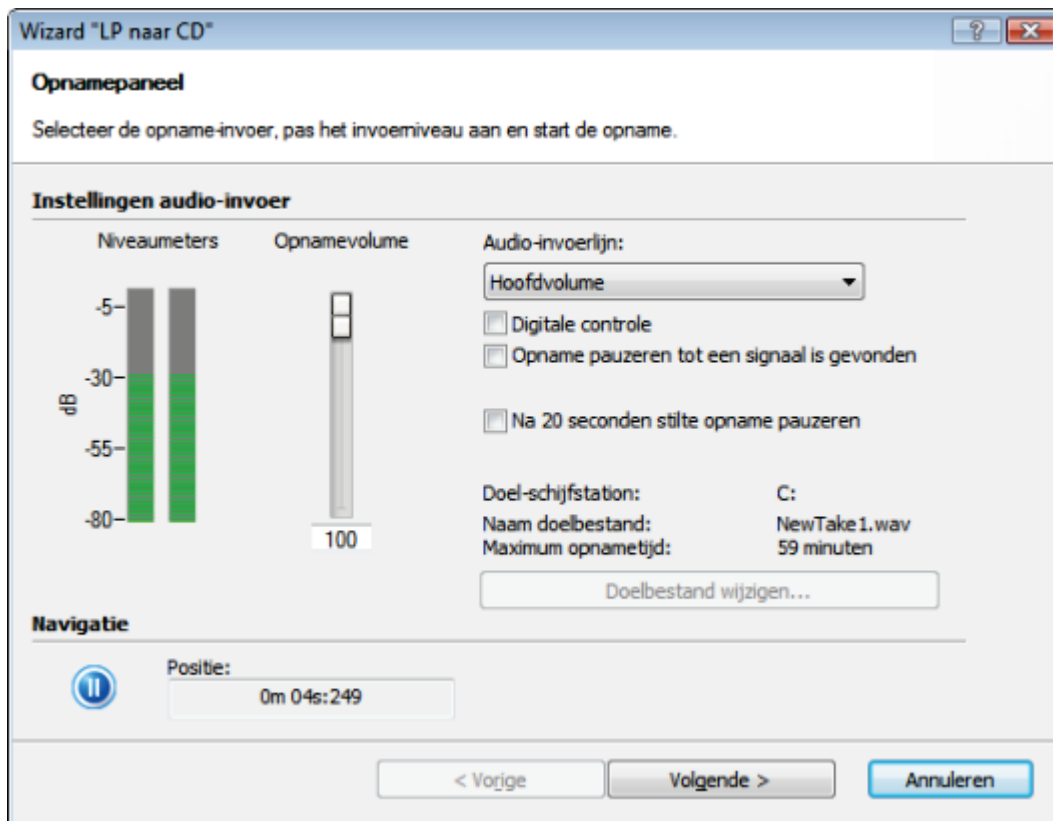 Wizard "LP naar CD"
Opnamepaneel
Selecteer de opname-invoer, pas het invoerniveau aan en start de opname.
Instellingen audio-invoer
Niveaumeters
Opnamevolume
dB
-5
-30
-55
-80
100
Audio-invoerlijn:
Hoofdvolume
Digitale controle
Opname pauzeren tot een signaal is gevonden
Na 20 seconden stilte opname pauzeren
Doel-schijfstation: C:
Naam doelbestand: NewTake1.wav
Maximum opnametijd: 59 minuten
Doelbestand wijzigen...
Navigatie
Positie:
0m 04s:249
< Vorige
Volgende >
Annuleren